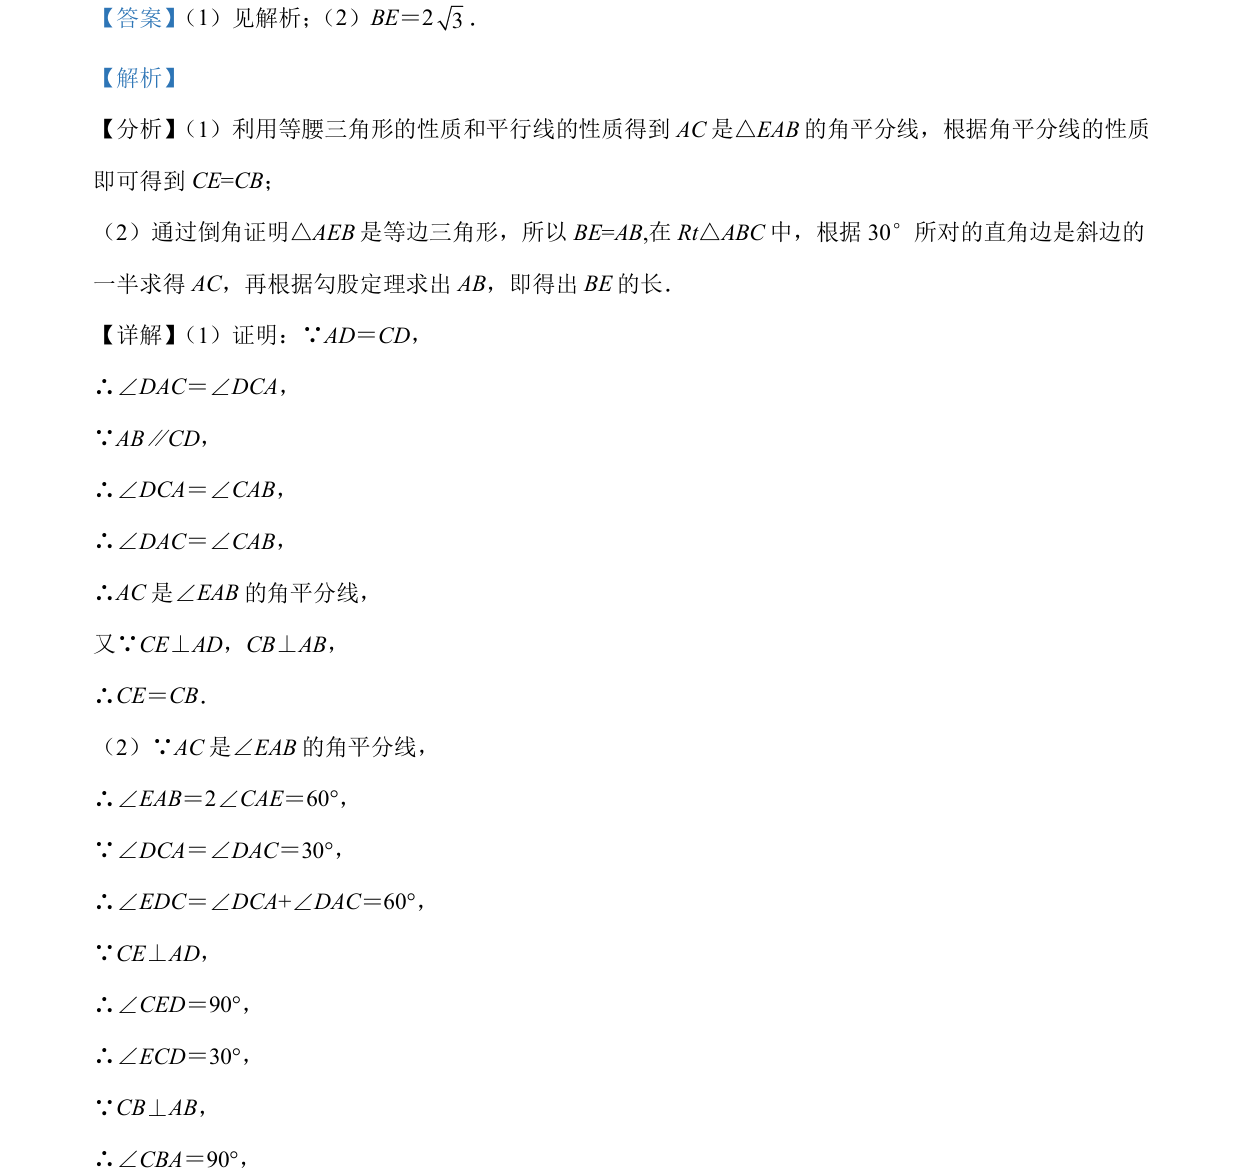 【答案】（1）见解析；（2）BE＝2√3．
【解析】
【分析】（1）利用等腰三角形的性质和平行线的性质得到 AC 是△EAB 的角平分线，根据角平分线的性质
即可得到 CE=CB；
（2）通过倒角证明△AEB 是等边三角形，所以 BE=AB,在 Rt△ABC 中，根据 30°所对的直角边是斜边的
一半求得 AC，再根据勾股定理求出 AB，即得出 BE 的长．
【详解】（1）证明：∵AD＝CD，
∴∠DAC＝∠DCA，
∵AB∥CD，
∴∠DCA＝∠CAB，
∴∠DAC＝∠CAB，
∴AC 是∠EAB 的角平分线，
又∵CE⊥AD，CB⊥AB，
∴CE＝CB．
（2）∵AC 是∠EAB 的角平分线，
∴∠EAB＝2∠CAE＝60°，
∵∠DCA＝∠DAC＝30°，
∴∠EDC＝∠DCA+∠DAC＝60°，
∵CE⊥AD，
∴∠CED＝90°，
∴∠ECD＝30°，
∵CB⊥AB，
∴∠CBA＝90°，